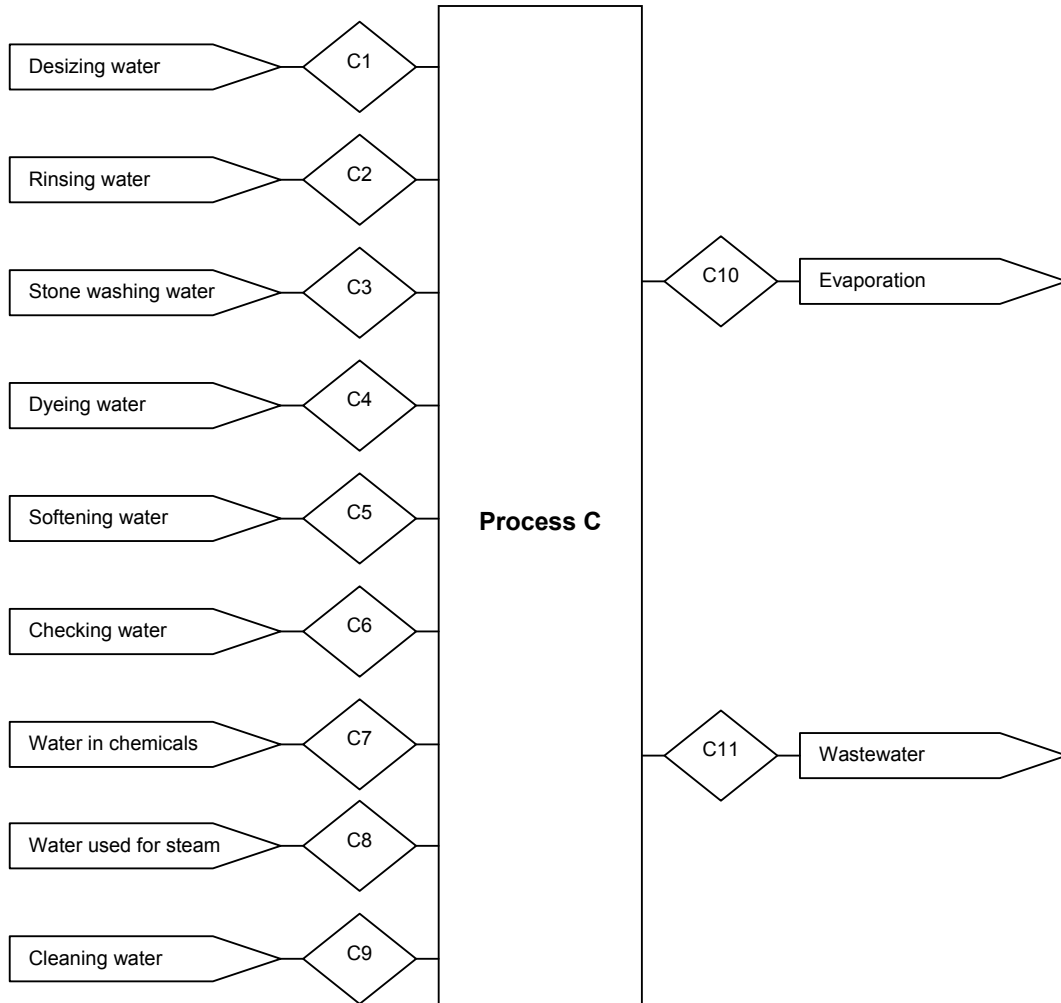 Desizing water
C1
Rinsing water
C2
Stone washing water
C3
Dyeing water
C4
Softening water
C5
Checking water
C6
Water in chemicals
C7
Water used for steam
C8
Cleaning water
C9
Process C
C10
Evaporation
C11
Wastewater